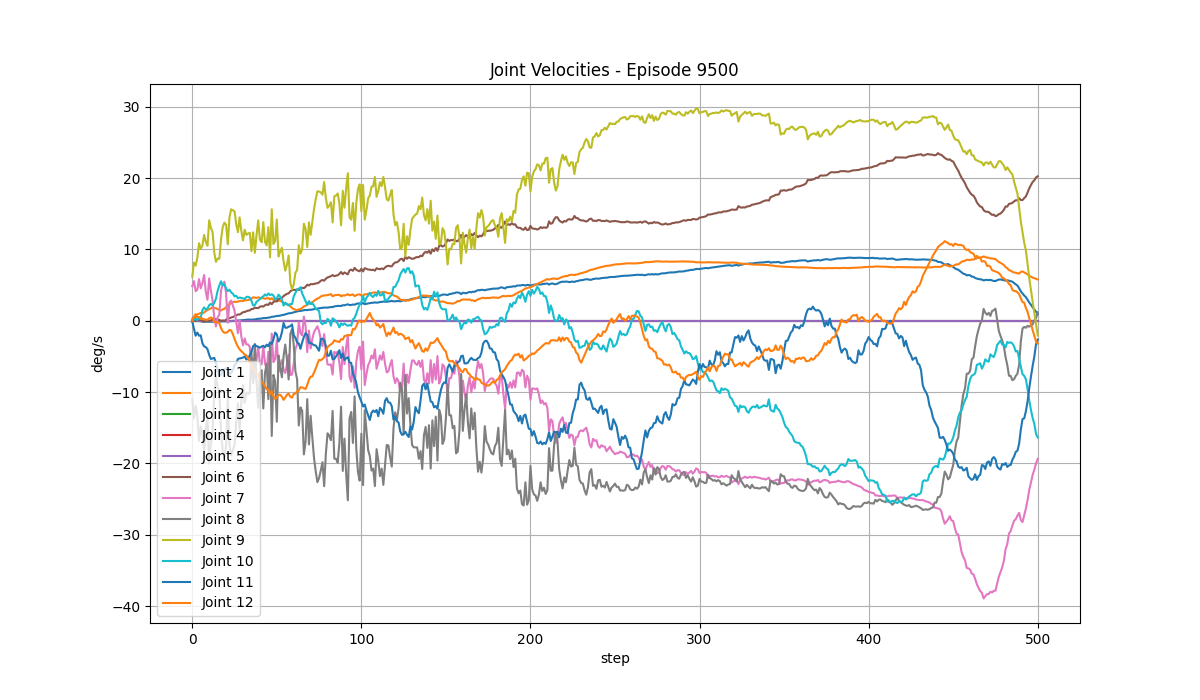 Joint Velocities - Episode 9500
deg/s
30
20
10
0
−10
−20
−30
−40
Joint 1
Joint 2
Joint 3
Joint 4
Joint 5
Joint 6
Joint 7
Joint 8
Joint 9
Joint 10
Joint 11
Joint 12
0 100 200 300 400 500
step